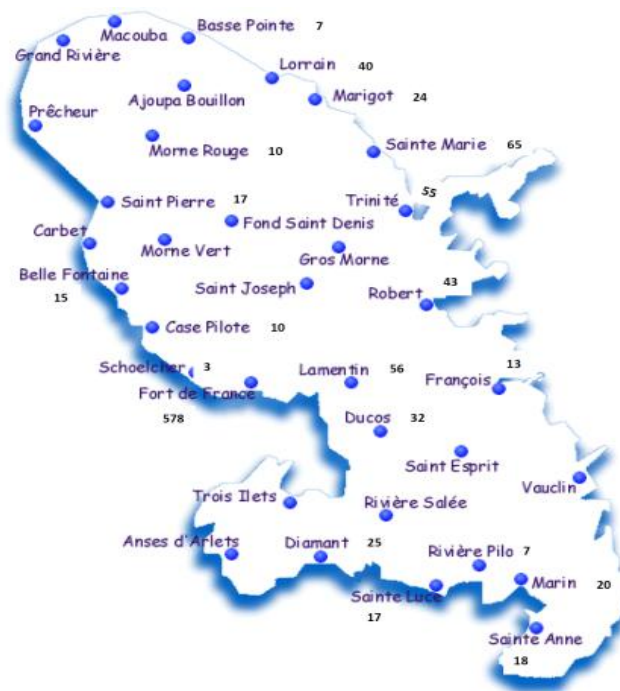 Macouba
Basse Pointe 7
Grand Rivière
Lorrain 40
Ajoupa Bouillon
Marigot 24
Prêcheur
Morne Rouge 10
Sainte Marie 65
Saint Pierre 17
Trinité 55
Fond Saint Denis
Carbet
Morne Vert
Gros Morne
Belle Fontaine
Saint Joseph
43
15
Robert
Case Pilote 10
Schoelcher 3
Lamentin 56
13
Fort de France
François
578
Ducos 32
Saint Esprit
Vauclin
Trois Ilets
Rivière Salée
Anses d'Arlets
Diamant 25
Rivière Pilo 7
Marin 20
Sainte Luce
17
Sainte Anne
18